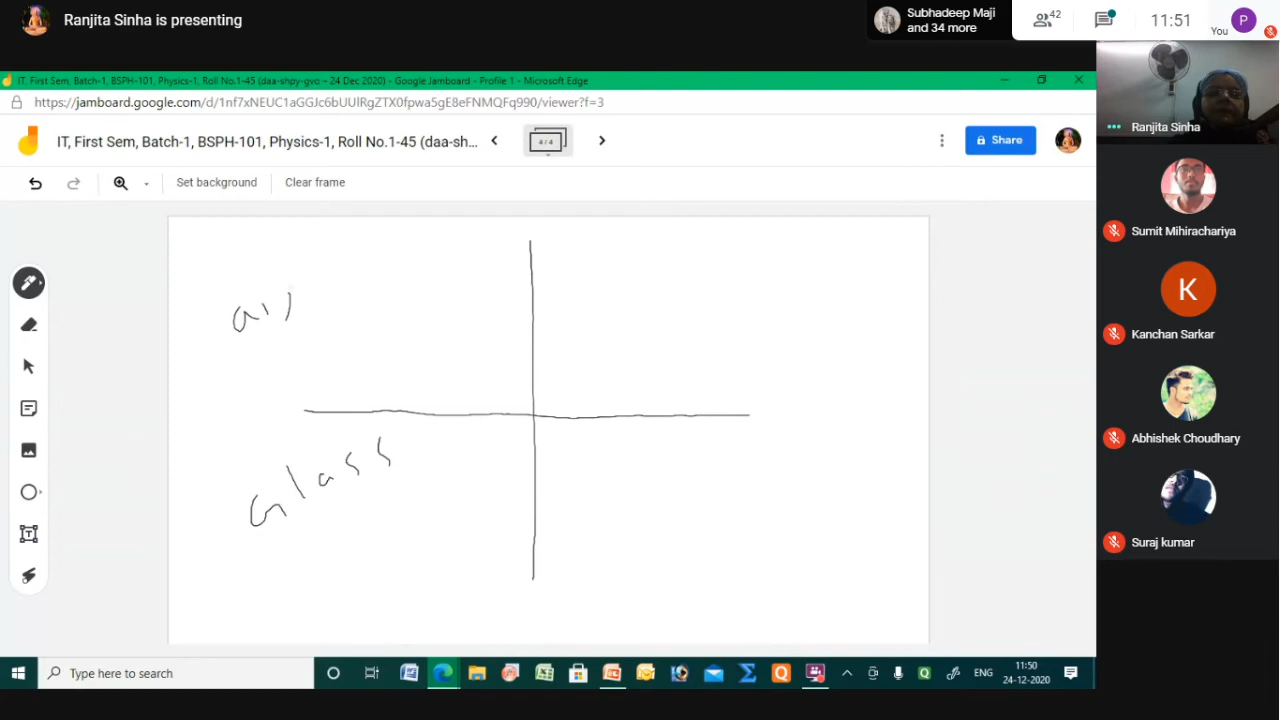 Ranjita Sinha is presenting
Subhadeep Maji
and 34 more
42
11:51
You
P
IT, First Sem, Batch-1, BSPH-101, Physics-1, Roll No.1-45 (daa-shpy-gvo – 24 Dec 2020) - Google Jamboard - Profile 1 - Microsoft Edge
https://jamboard.google.com/d/1nf7xNEUC1aGGJc6bUUlRgZTX0fpwa5gE8eFNMQFq990/viewer?f=3
IT, First Sem, Batch-1, BSPH-101, Physics-1, Roll No.1-45 (daa-sh...
4 / 4
Share
Set background
Clear frame
air
Glass
Ranjita Sinha
Sumit Mihirachariya
K
Kanchan Sarkar
Abhishek Choudhary
Suraj kumar
Type here to search
ENG
11:50
24-12-2020